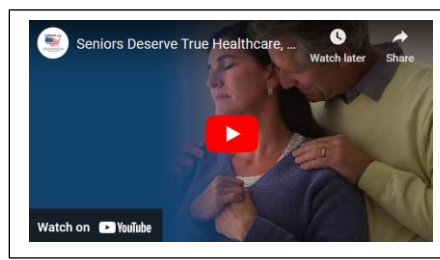 Seniors Deserve True Healthcare, ...
Watch later
Share
Watch on YouTube